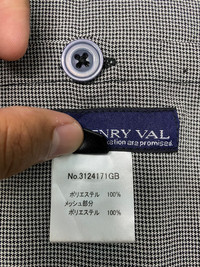 ENRY VAL
ation are promises.
No.3124171GB
ポリエステル 100%
メッシュ部分
ポリエステル 100%